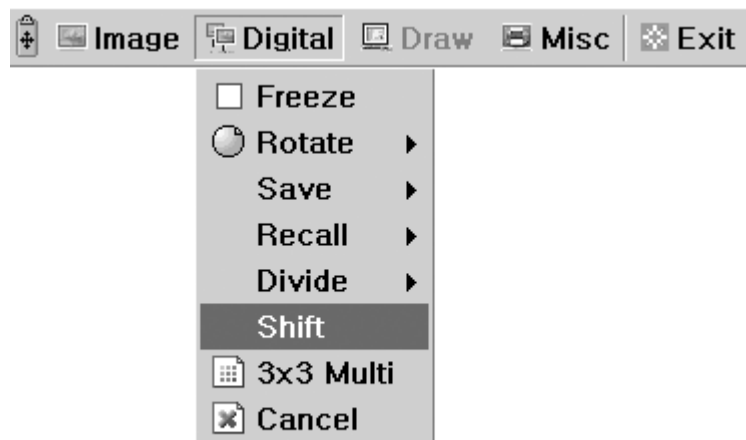 Image Digital Draw Misc Exit
Freeze
Rotate
Save
Recall
Divide
Shift
3x3 Multi
Cancel